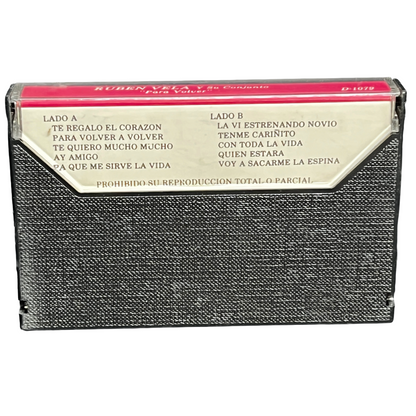 RUBEN VELA Y Su Conjunto
"Para Volver"
D-1079
LADO A
TE REGALO EL CORAZON
PARA VOLVER A VOLVER
TE QUIERO MUCHO MUCHO
AY AMIGO
PA QUE ME SIRVE LA VIDA
LADO B
LA VI ESTRENANDO NOVIO
TENME CARIÑITO
CON TODA LA VIDA
QUIEN ESTARA
VOY A SACARME LA ESPINA
PROHIBIDO SU REPRODUCCION TOTAL O PARCIAL